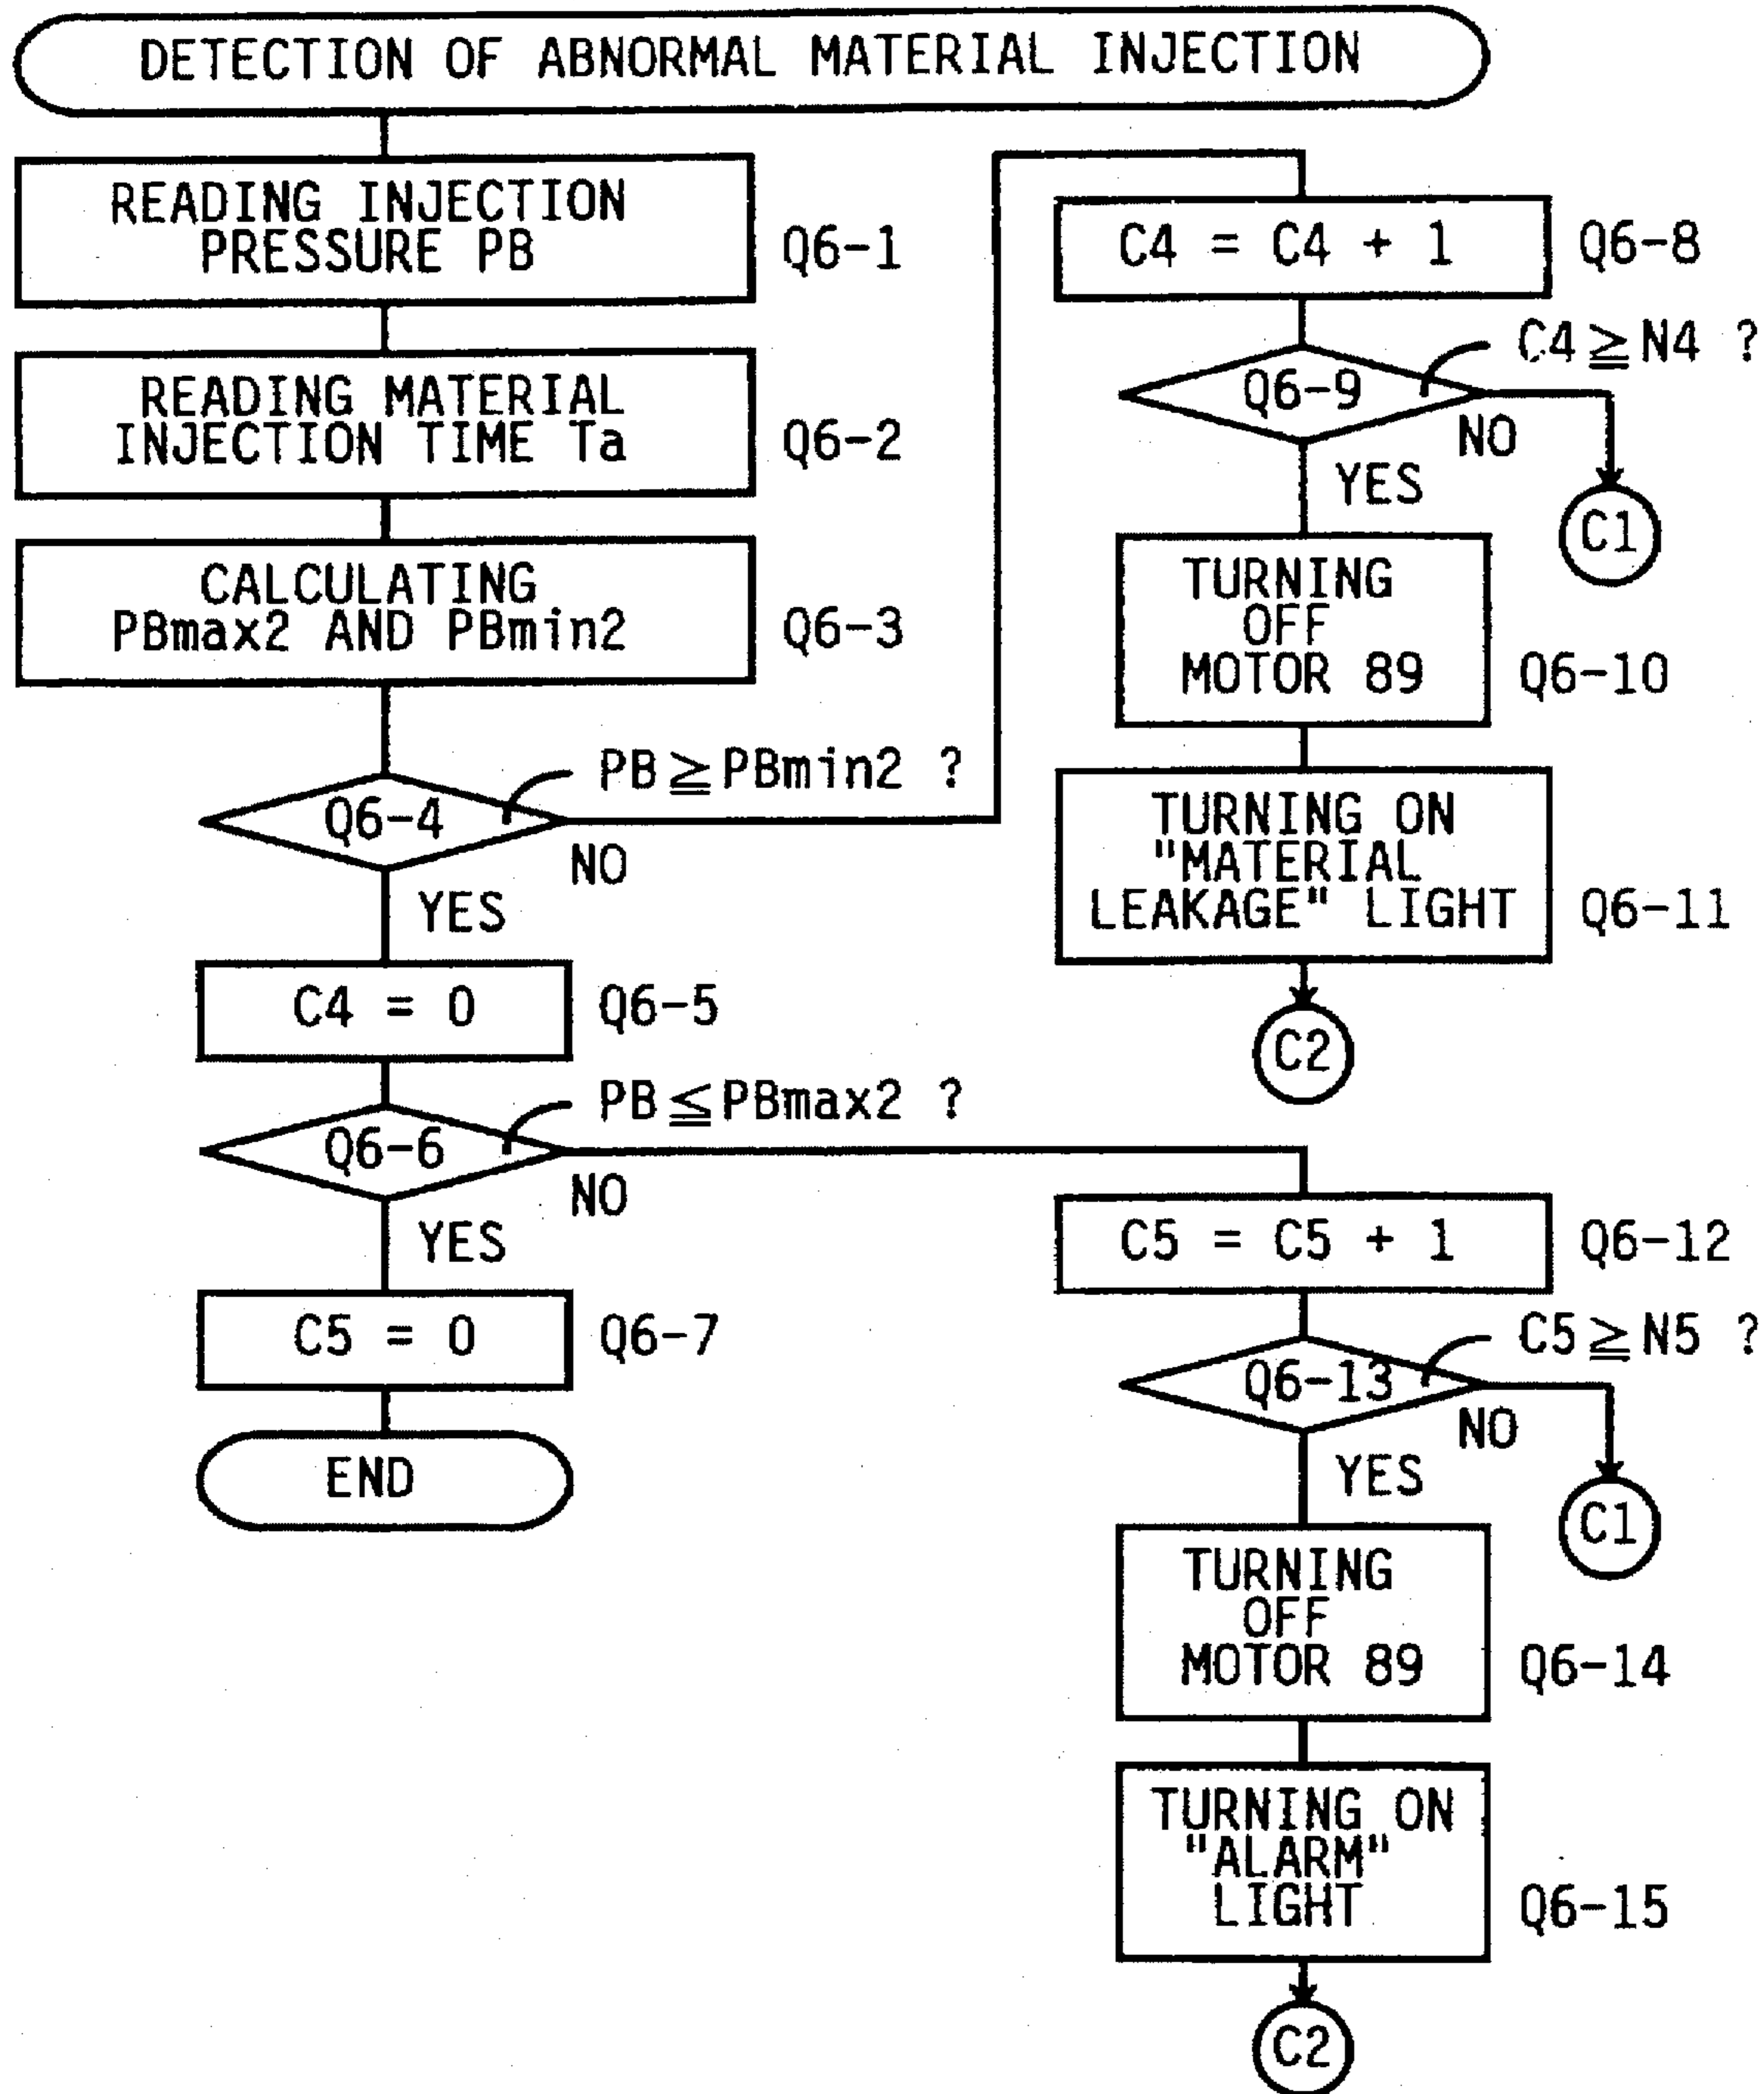 DETECTION OF ABNORMAL MATERIAL INJECTION
READING INJECTION
PRESSURE PB
Q6-1
READING MATERIAL
INJECTION TIME Ta
Q6-2
CALCULATING
PBmax2 AND PBmin2
Q6-3
PB≧PBmin2 ?
Q6-4
NO
YES
C4 = 0
Q6-5
PB≦PBmax2 ?
Q6-6
NO
YES
C5 = 0
Q6-7
END
C4 = C4 + 1
Q6-8
C4≧N4 ?
Q6-9
NO
YES
C1
TURNING
OFF
MOTOR 89
Q6-10
TURNING ON
"MATERIAL
LEAKAGE" LIGHT
Q6-11
C2
C5 = C5 + 1
Q6-12
C5≧N5 ?
Q6-13
NO
YES
C1
TURNING
OFF
MOTOR 89
Q6-14
TURNING ON
"ALARM"
LIGHT
Q6-15
C2